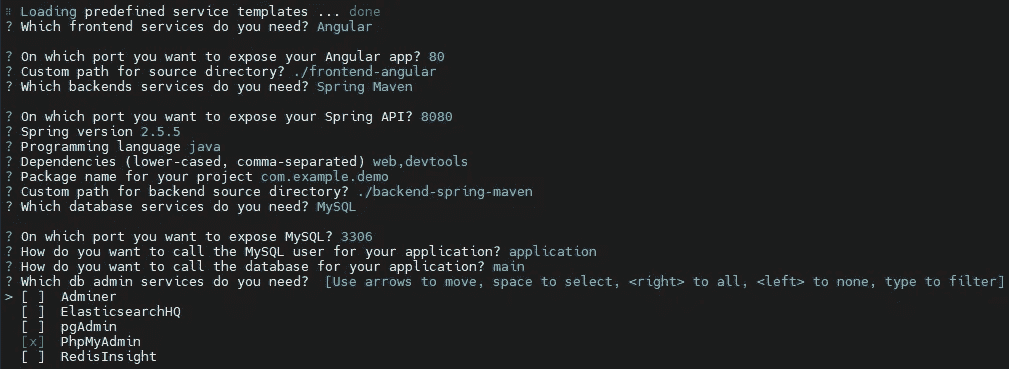 ⠿ Loading predefined service templates ... done
? Which frontend services do you need? Angular
? On which port you want to expose your Angular app? 80
? Custom path for source directory? ./frontend-angular
? Which backends services do you need? Spring Maven
? On which port you want to expose your Spring API? 8080
? Spring version 2.5.5
? Programming language java
? Dependencies (lower-cased, comma-separated) web,devtools
? Package name for your project com.example.demo
? Custom path for backend source directory? ./backend-spring-maven
? Which database services do you need? MySQL
? On which port you want to expose MySQL? 3306
? How do you want to call the MySQL user for your application? application
? How do you want to call the database for your application? main
? Which db admin services do you need?  [Use arrows to move, space to select, <right> to all, <left> to none, type to filter]
> [ ]  Adminer
  [ ]  ElasticsearchHQ
  [ ]  pgAdmin
  [x]  PhpMyAdmin
  [ ]  RedisInsight